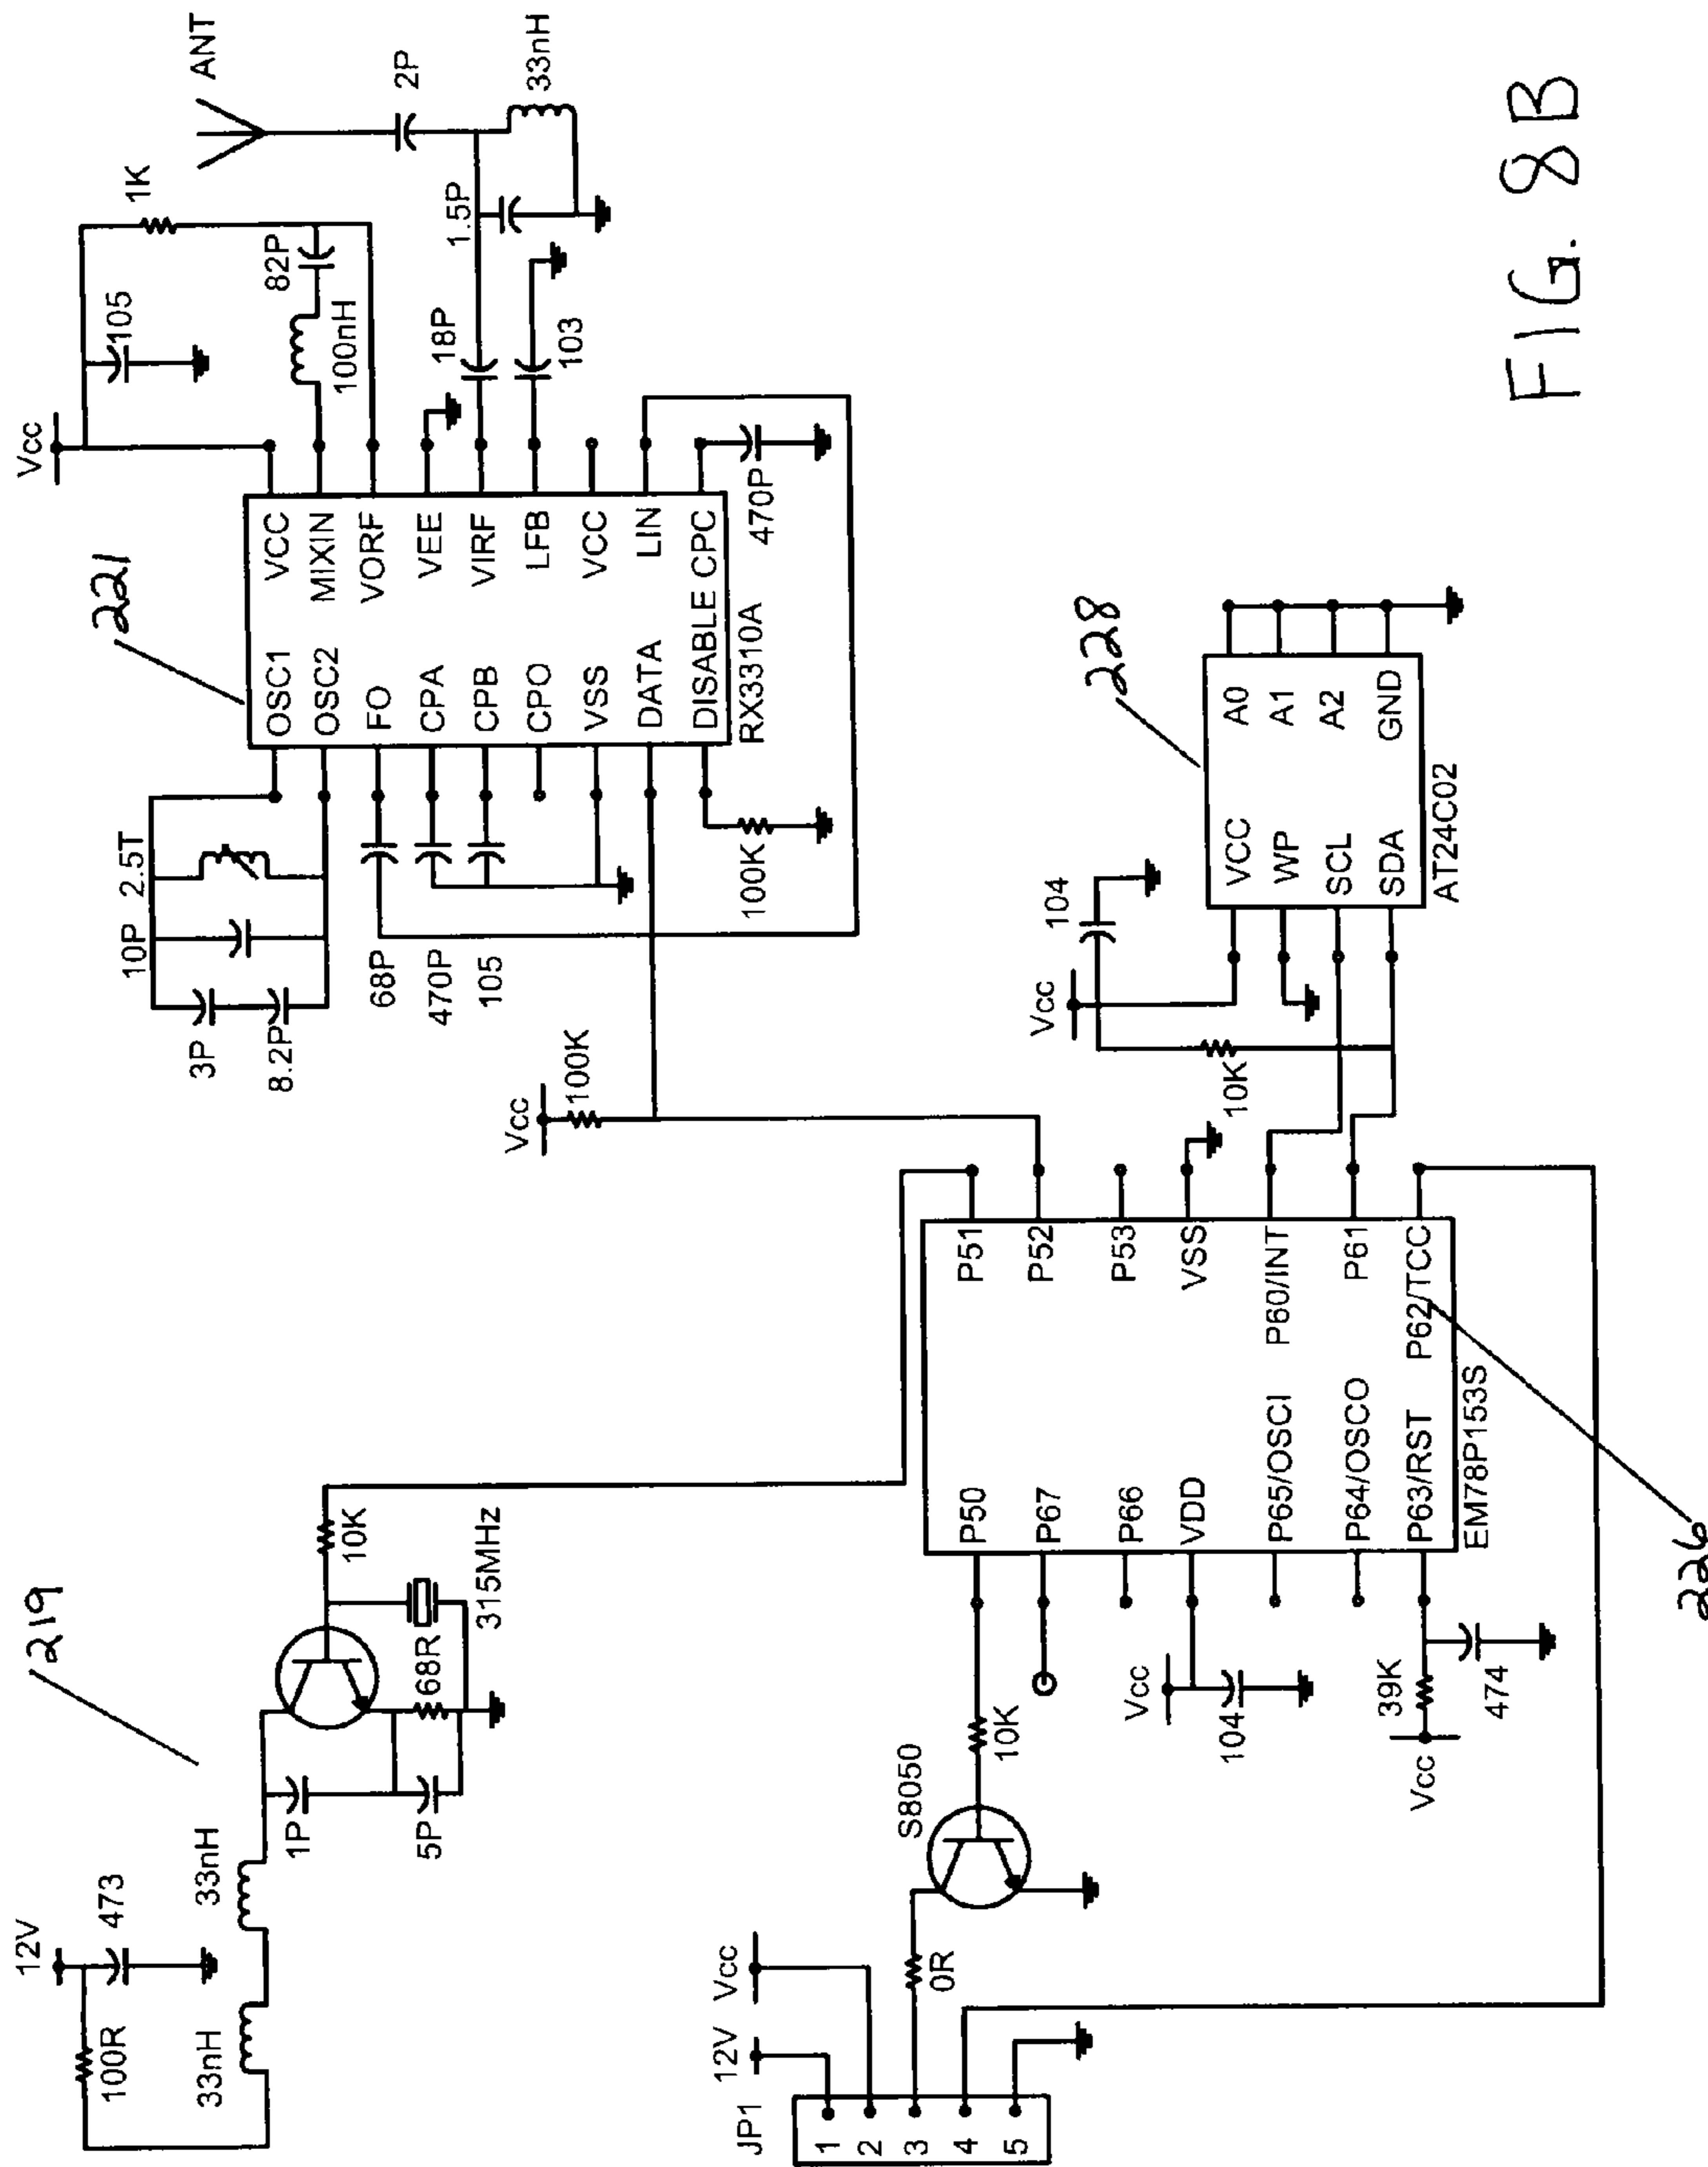 12V
473
100R
33nH
33nH
219
1P
5P
68R
10K
315MHz
Vcc
105
1K
ANT
82P
100nH
2P
33nH
1.5P
18P
103
221
10P
2.5T
3P
8.2P
OSC1
VCC
OSC2
MIXIN
FO
VORF
CPA
VEE
CPB
VIRF
CPO
LFB
VSS
VCC
DATA
LIN
DISABLE CPC
RX3310A
68P
470P
105
100K
470P
Vcc
100K
JP1
12V
Vcc
1
2
3
4
5
0R
S8050
10K
P50
P51
P67
P52
P66
P53
VDD
VSS
P65/OSCI
P60/INT
P64/OSCO
P61
P63/RST
P62/TCC
EM78P153S
Vcc
104
39K
Vcc
474
226
Vcc
104
10K
228
VCC
A0
WP
A1
SCL
A2
SDA
GND
AT24C02
FIG. 8B